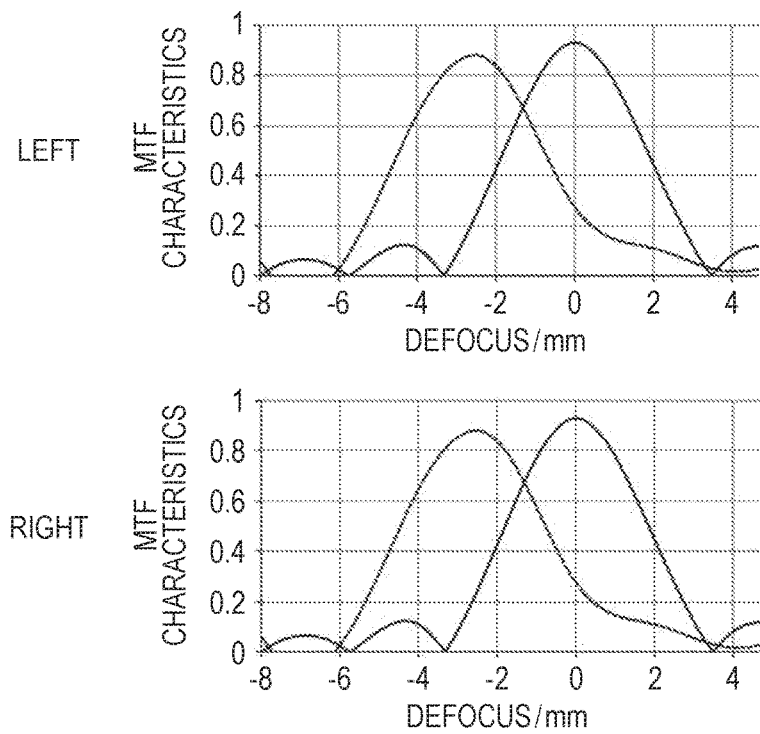 LEFT
MTF
CHARACTERISTICS
1
0.8
0.6
0.4
0.2
0
-8 -6 -4 -2 0 2 4
DEFOCUS/mm
RIGHT
MTF
CHARACTERISTICS
1
0.8
0.6
0.4
0.2
0
-8 -6 -4 -2 0 2 4
DEFOCUS/mm